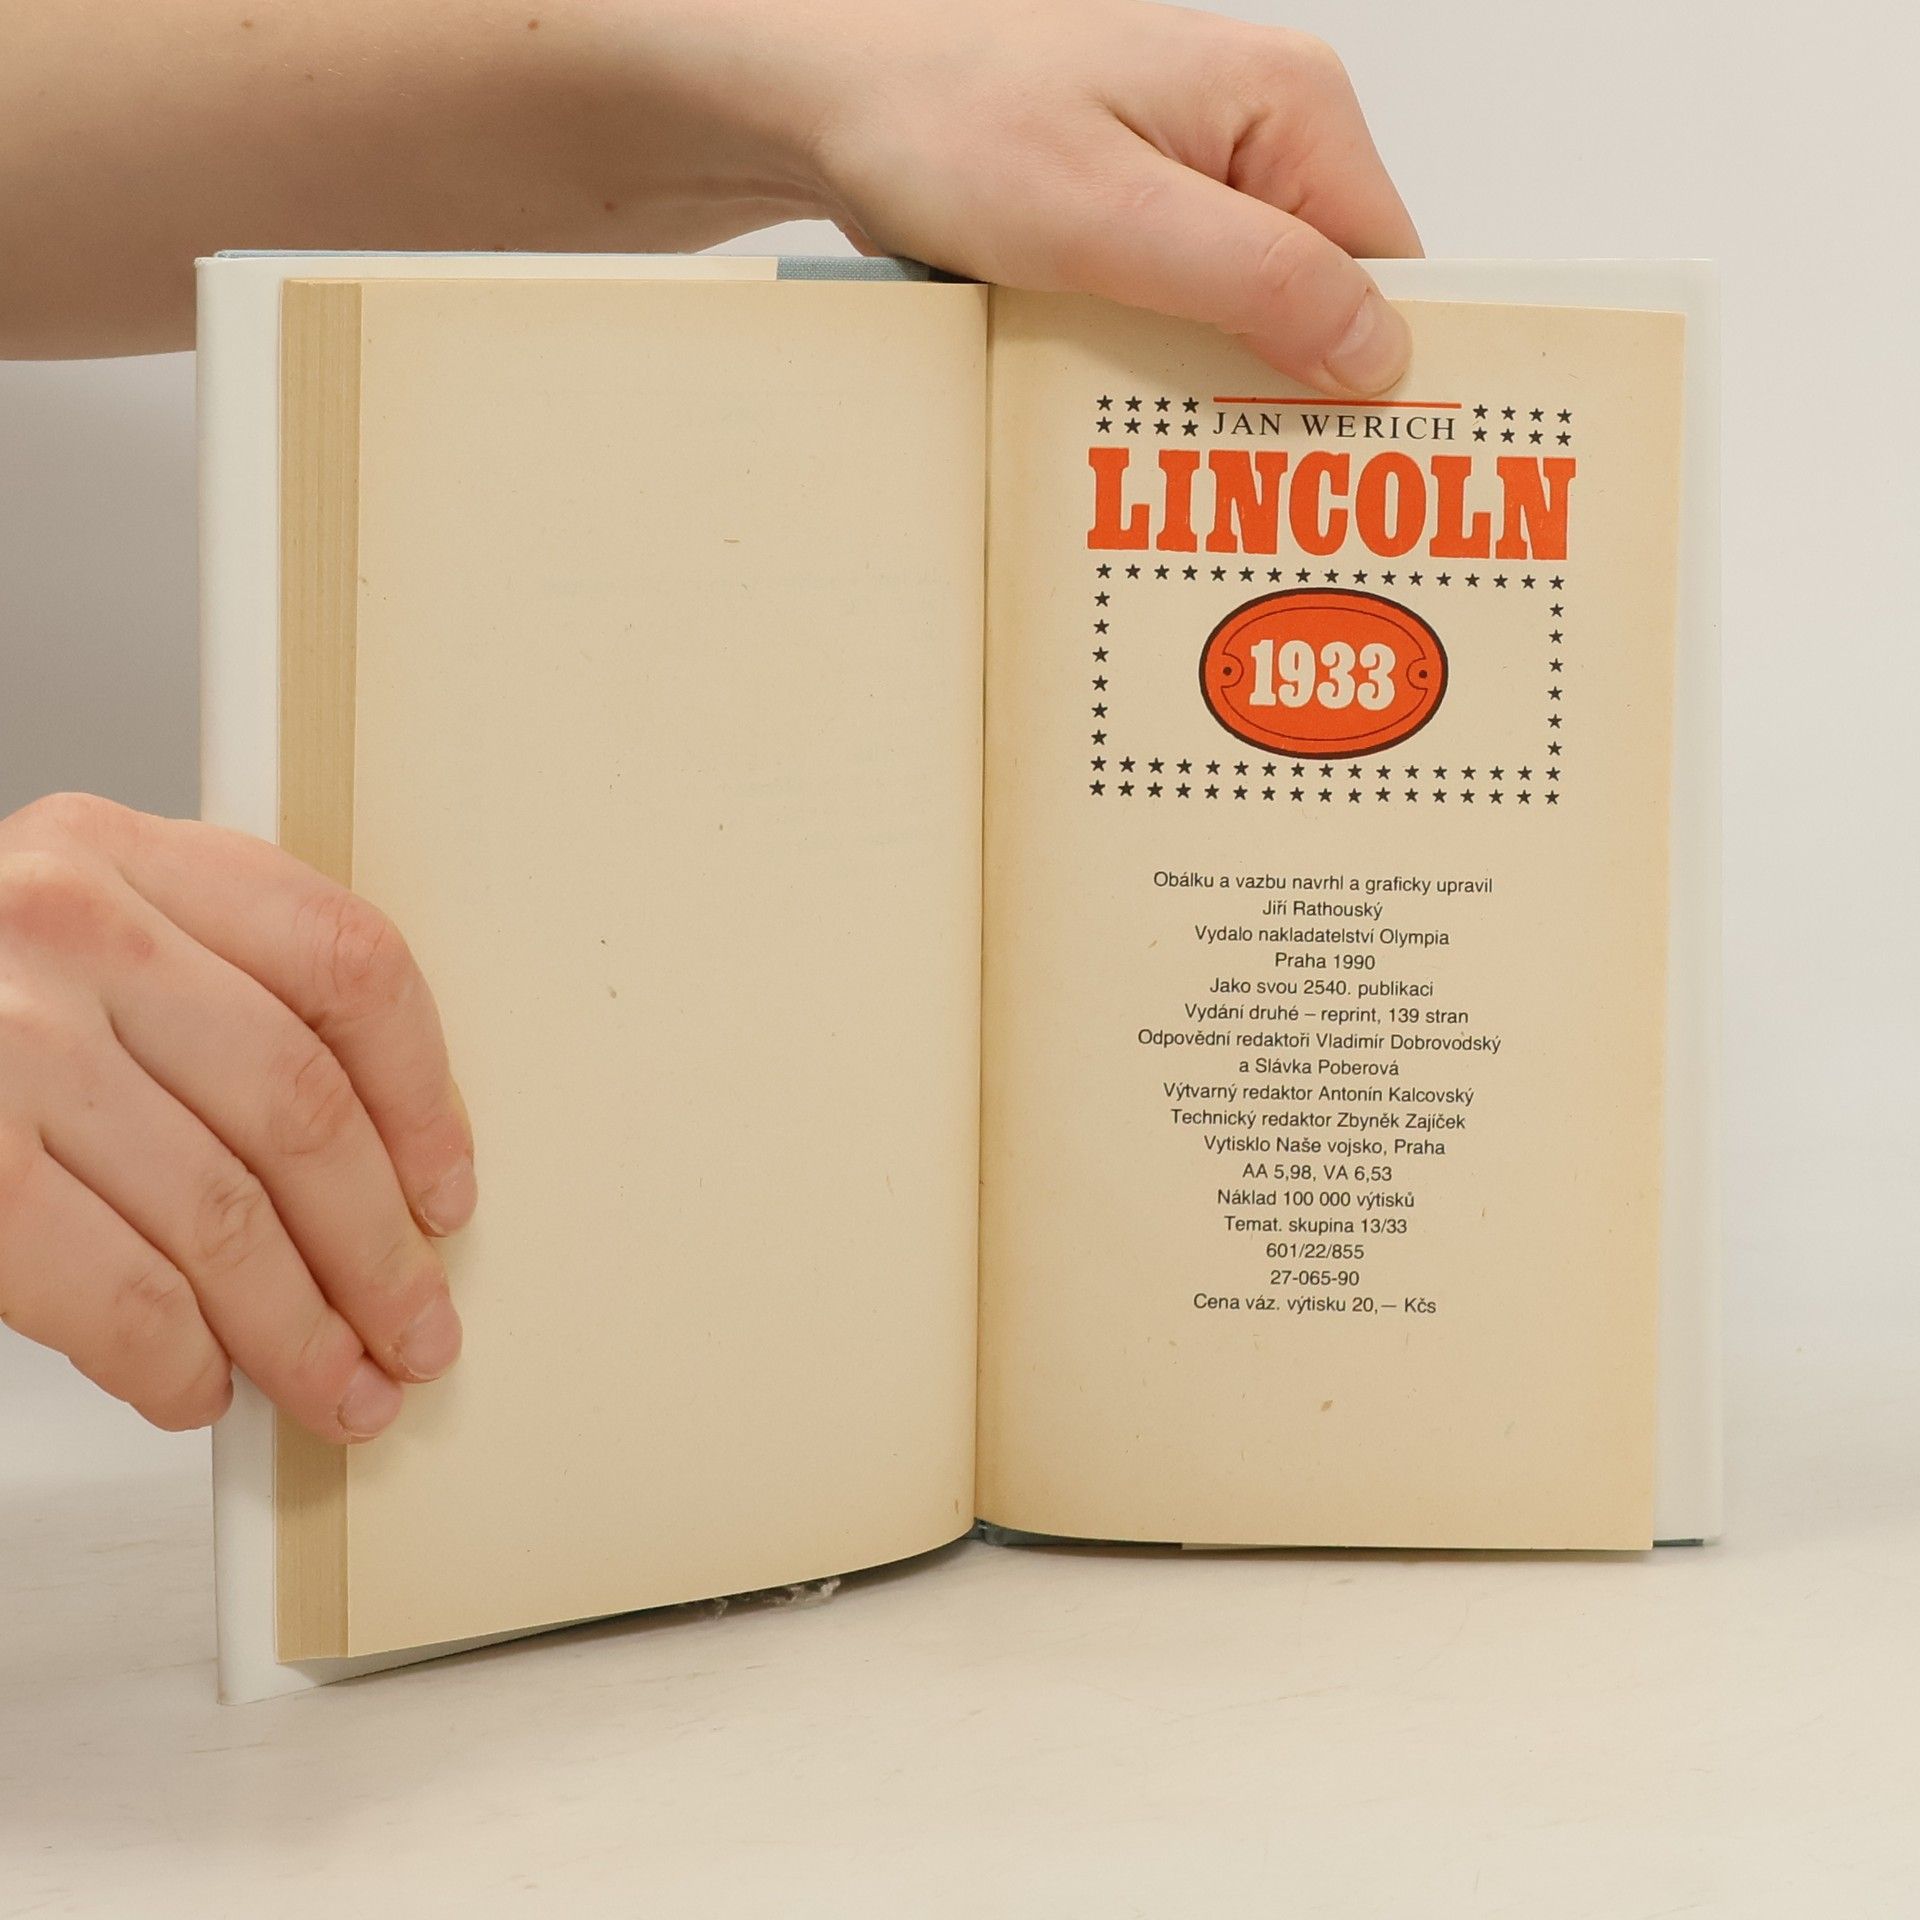 JAN WERICH
LINCOLN
1933
Obálku a vazbu navrhl a graficky upravil
Jiří Rathouský
Vydalo nakladatelství Olympia
Praha 1990
Jako svou 2540. publikaci
Vydání druhé – reprint, 139 stran
Odpovědní redaktoři Vladimír Dobrovodský
a Slávka Poberová
Výtvarný redaktor Antonín Kalcovský
Technický redaktor Zbyněk Zajíček
Vytisklo Naše vojsko, Praha
AA 5,98, VA 6,53
Náklad 100 000 výtisků
Temat. skupina 13/33
601/22/855
27-065-90
Cena váz. výtisku 20,— Kčs